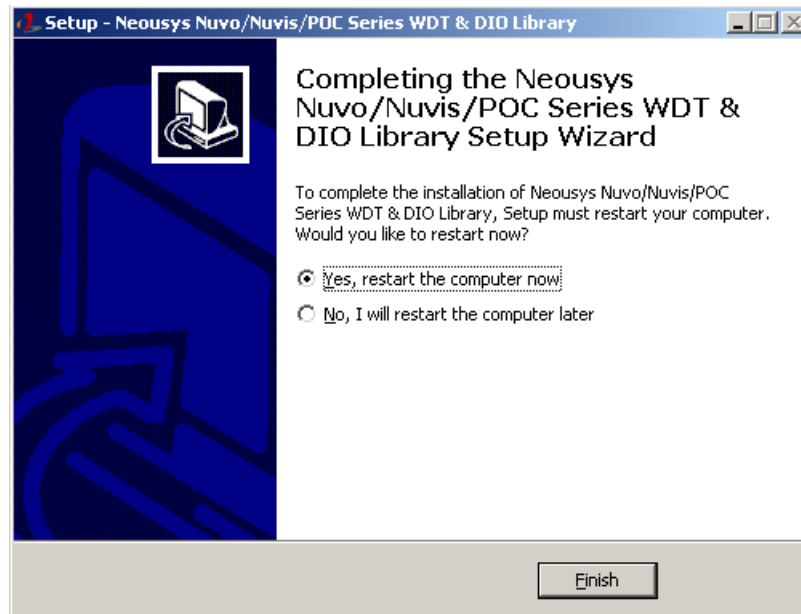 Setup - Neousys Nuvo/Nuvis/POC Series WDT & DIO Library
Completing the Neousys
Nuvo/Nuvis/POC Series WDT &
DIO Library Setup Wizard
To complete the installation of Neousys Nuvo/Nuvis/POC
Series WDT & DIO Library, Setup must restart your computer.
Would you like to restart now?
Yes, restart the computer now
No, I will restart the computer later
Finish